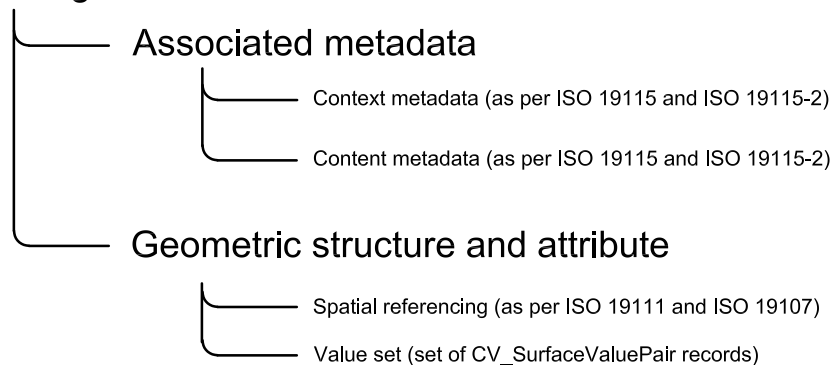 Associated metadata
Context metadata (as per ISO 19115 and ISO 19115-2)
Content metadata (as per ISO 19115 and ISO 19115-2)
Geometric structure and attribute
Spatial referencing (as per ISO 19111 and ISO 19107)
Value set (set of CV_SurfaceValuePair records)